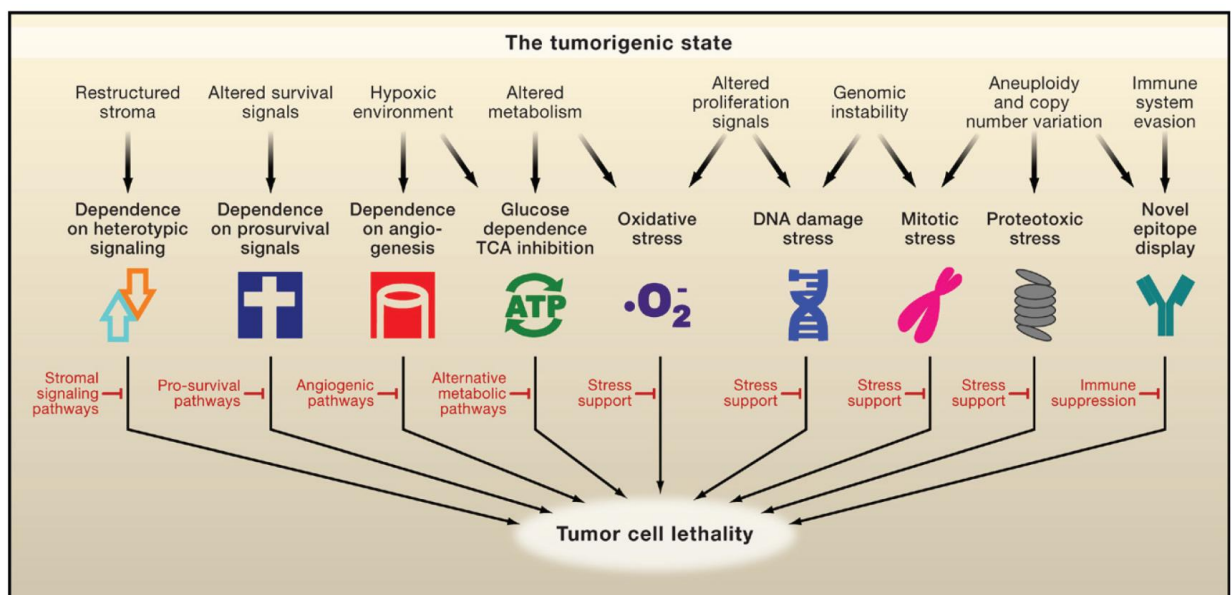 The tumorigenic state
Restructured
stroma
Altered survival
signals
Hypoxic
environment
Altered
metabolism
Altered
proliferation
signals
Genomic
instability
Aneuploidy
and copy
number variation
Immune
system
evasion
Dependence
on heterotypic
signaling
Dependence
on prosurvival
signals
Dependence
on angio-
genesis
Glucose
dependence
TCA inhibition
Oxidative
stress
DNA damage
stress
Mitotic
stress
Proteotoxic
stress
Novel
epitope
display
ATP
•O₂⁻
Stromal
signaling
pathways
Pro-survival
pathways
Angiogenic
pathways
Alternative
metabolic
pathways
Stress
support
Stress
support
Stress
support
Stress
support
Immune
suppression
Tumor cell lethality